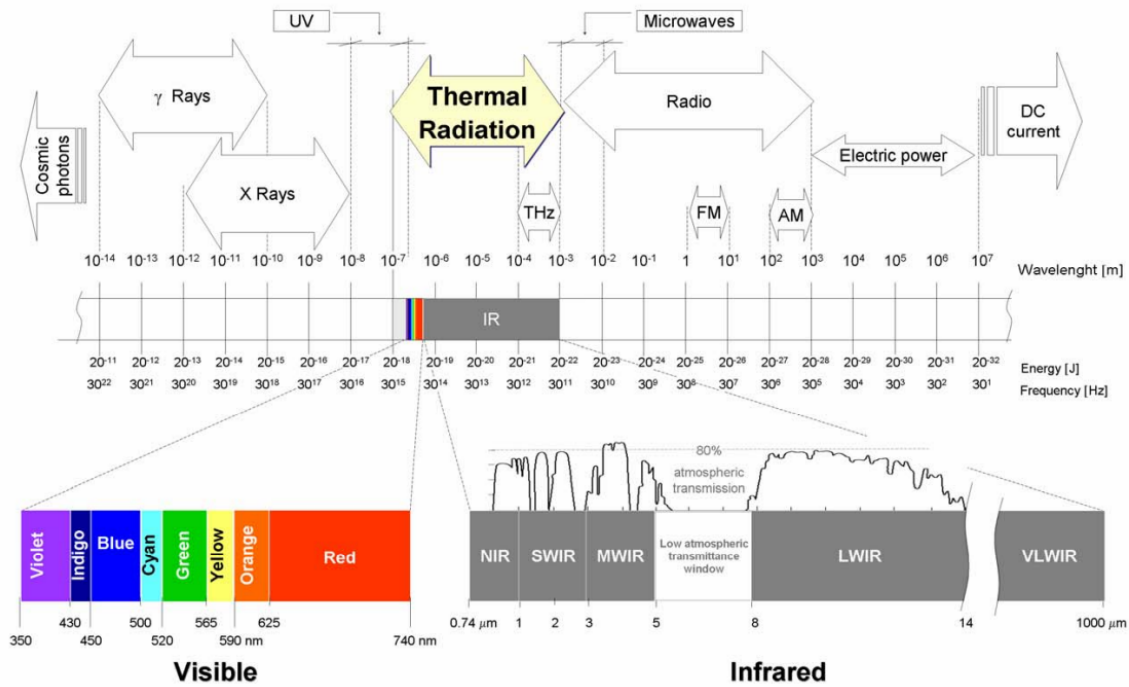 UV
Microwaves
γ Rays
Thermal
Radiation
Radio
DC
current
Cosmic
photons
X Rays
Electric power
THz
FM
AM
10⁻¹⁴ 10⁻¹³ 10⁻¹² 10⁻¹¹ 10⁻¹⁰ 10⁻⁹ 10⁻⁸ 10⁻⁷ 10⁻⁶ 10⁻⁵ 10⁻⁴ 10⁻³ 10⁻² 10⁻¹ 1 10¹ 10² 10³ 10⁴ 10⁵ 10⁶ 10⁷ Wavelenght [m]
IR
20⁻¹¹ 20⁻¹² 20⁻¹³ 20⁻¹⁴ 20⁻¹⁵ 20⁻¹⁶ 20⁻¹⁷ 20⁻¹⁸ 20⁻¹⁹ 20⁻²⁰ 20⁻²¹ 20⁻²² 20⁻²³ 20⁻²⁴ 20⁻²⁵ 20⁻²⁶ 20⁻²⁷ 20⁻²⁸ 20⁻²⁹ 20⁻³⁰ 20⁻³¹ 20⁻³² Energy [J]
30²² 30²¹ 30²⁰ 30¹⁹ 30¹⁸ 30¹⁷ 30¹⁶ 30¹⁵ 30¹⁴ 30¹³ 30¹² 30¹¹ 30¹⁰ 30⁹ 30⁸ 30⁷ 30⁶ 30⁵ 30⁴ 30³ 30² 30¹ Frequency [Hz]
80%
atmospheric
transmission
Violet
Indigo
Blue
Cyan
Green
Yellow
Orange
Red
430 500 565 625
350 450 520 590 nm 740 nm
Visible
NIR SWIR MWIR
Low atmospheric
transmittance
window
LWIR VLWIR
0.74 μm 1 2 3 5 8 14 1000 μm
Infrared